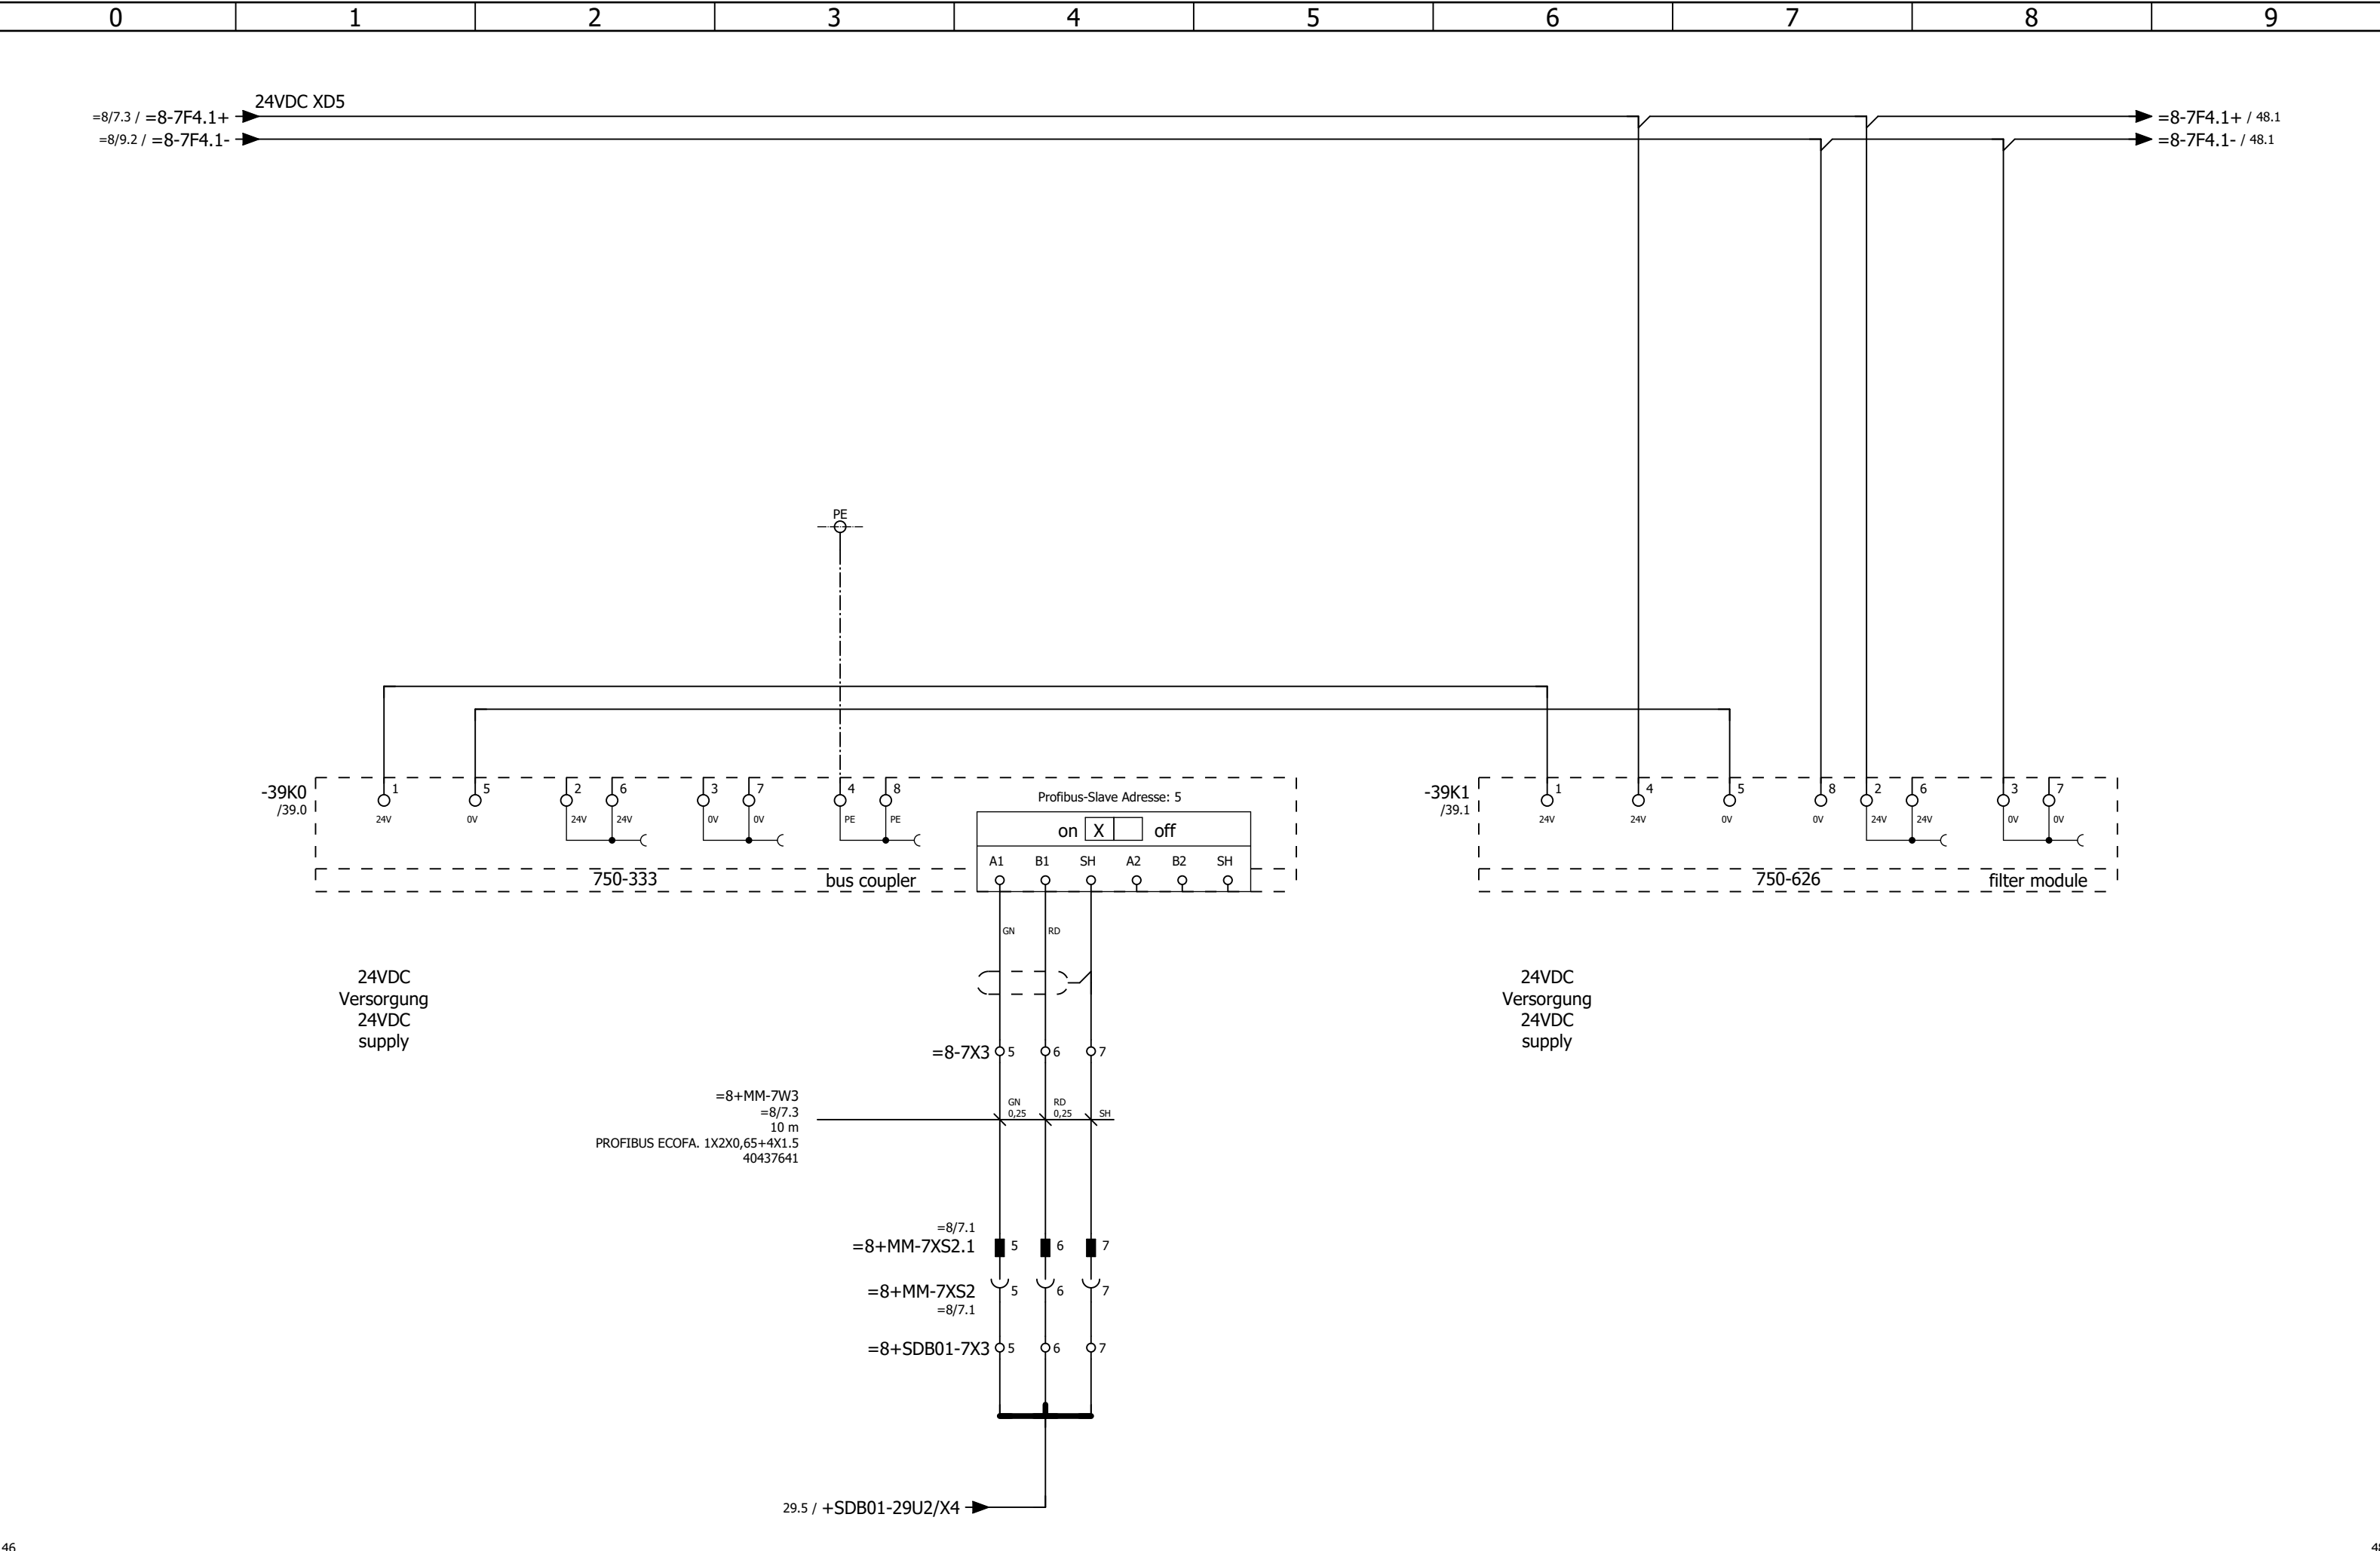 0 1 2 3 4 5 6 7 8 9
24VDC XD5
=8/7.3 / =8-7F4.1+ =8-7F4.1+ / 48.1
=8/9.2 / =8-7F4.1- =8-7F4.1- / 48.1
PE
-39K0 1 5 2 6 3 7 4 8
/39.0
24V 0V 24V 24V 0V 0V PE PE
Profibus-Slave Adresse: 5
on X off
A1 B1 SH A2 B2 SH
750-333 bus coupler
-39K1 1 4 5 8 2 6 3 7
/39.1
24V 24V 0V 0V 24V 24V 0V 0V
750-626 filter module
GN RD
24VDC
Versorgung
24VDC
supply
24VDC
Versorgung
24VDC
supply
=8-7X3 5 6 7
=8+MM-7W3
=8/7.3
10 m
PROFIBUS ECOFA. 1X2X0,65+4X1.5
40437641
GN RD
0,25 0,25 SH
=8/7.1
=8+MM-7XS2.1 5 6 7
=8+MM-7XS2 5 6 7
=8/7.1
=8+SDB01-7X3 5 6 7
29.5 / +SDB01-29U2/X4
46